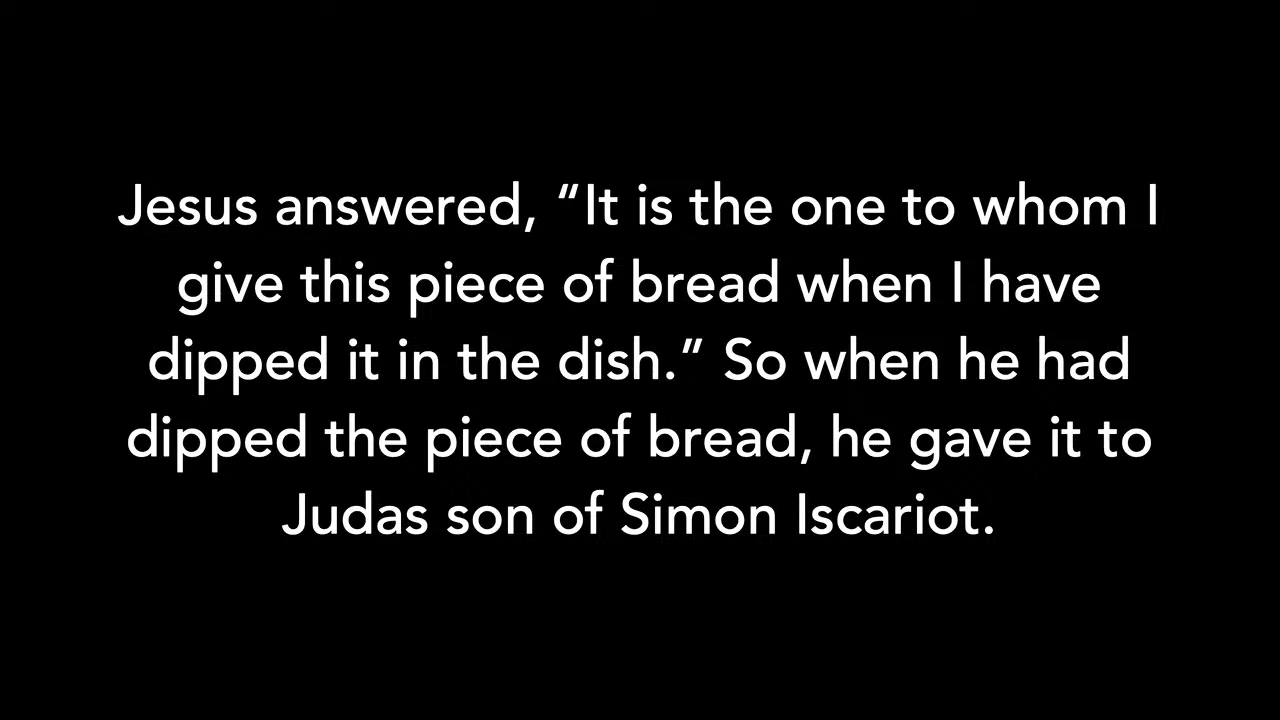 Jesus answered, “It is the one to whom I
give this piece of bread when I have
dipped it in the dish.” So when he had
dipped the piece of bread, he gave it to
Judas son of Simon Iscariot.